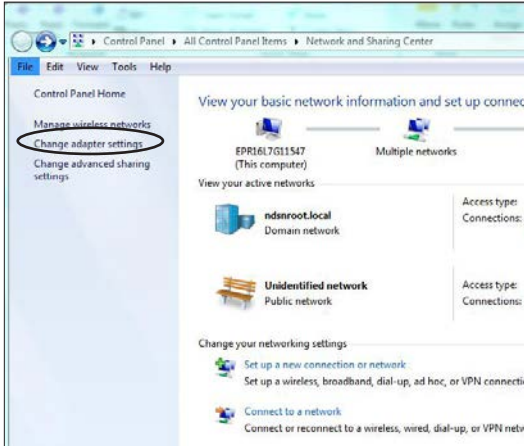 Control Panel ▸ All Control Panel Items ▸ Network and Sharing Center
File Edit View Tools Help
Control Panel Home
Manage wireless networks
Change adapter settings
Change advanced sharing
settings
View your basic network information and set up connec
EPR16L7G11547
(This computer)
Multiple networks
View your active networks
ndsnroot.local
Domain network
Access type:
Connections:
Unidentified network
Public network
Access type:
Connections:
Change your networking settings
Set up a new connection or network
Set up a wireless, broadband, dial-up, ad hoc, or VPN connecti
Connect to a network
Connect or reconnect to a wireless, wired, dial-up, or VPN netw